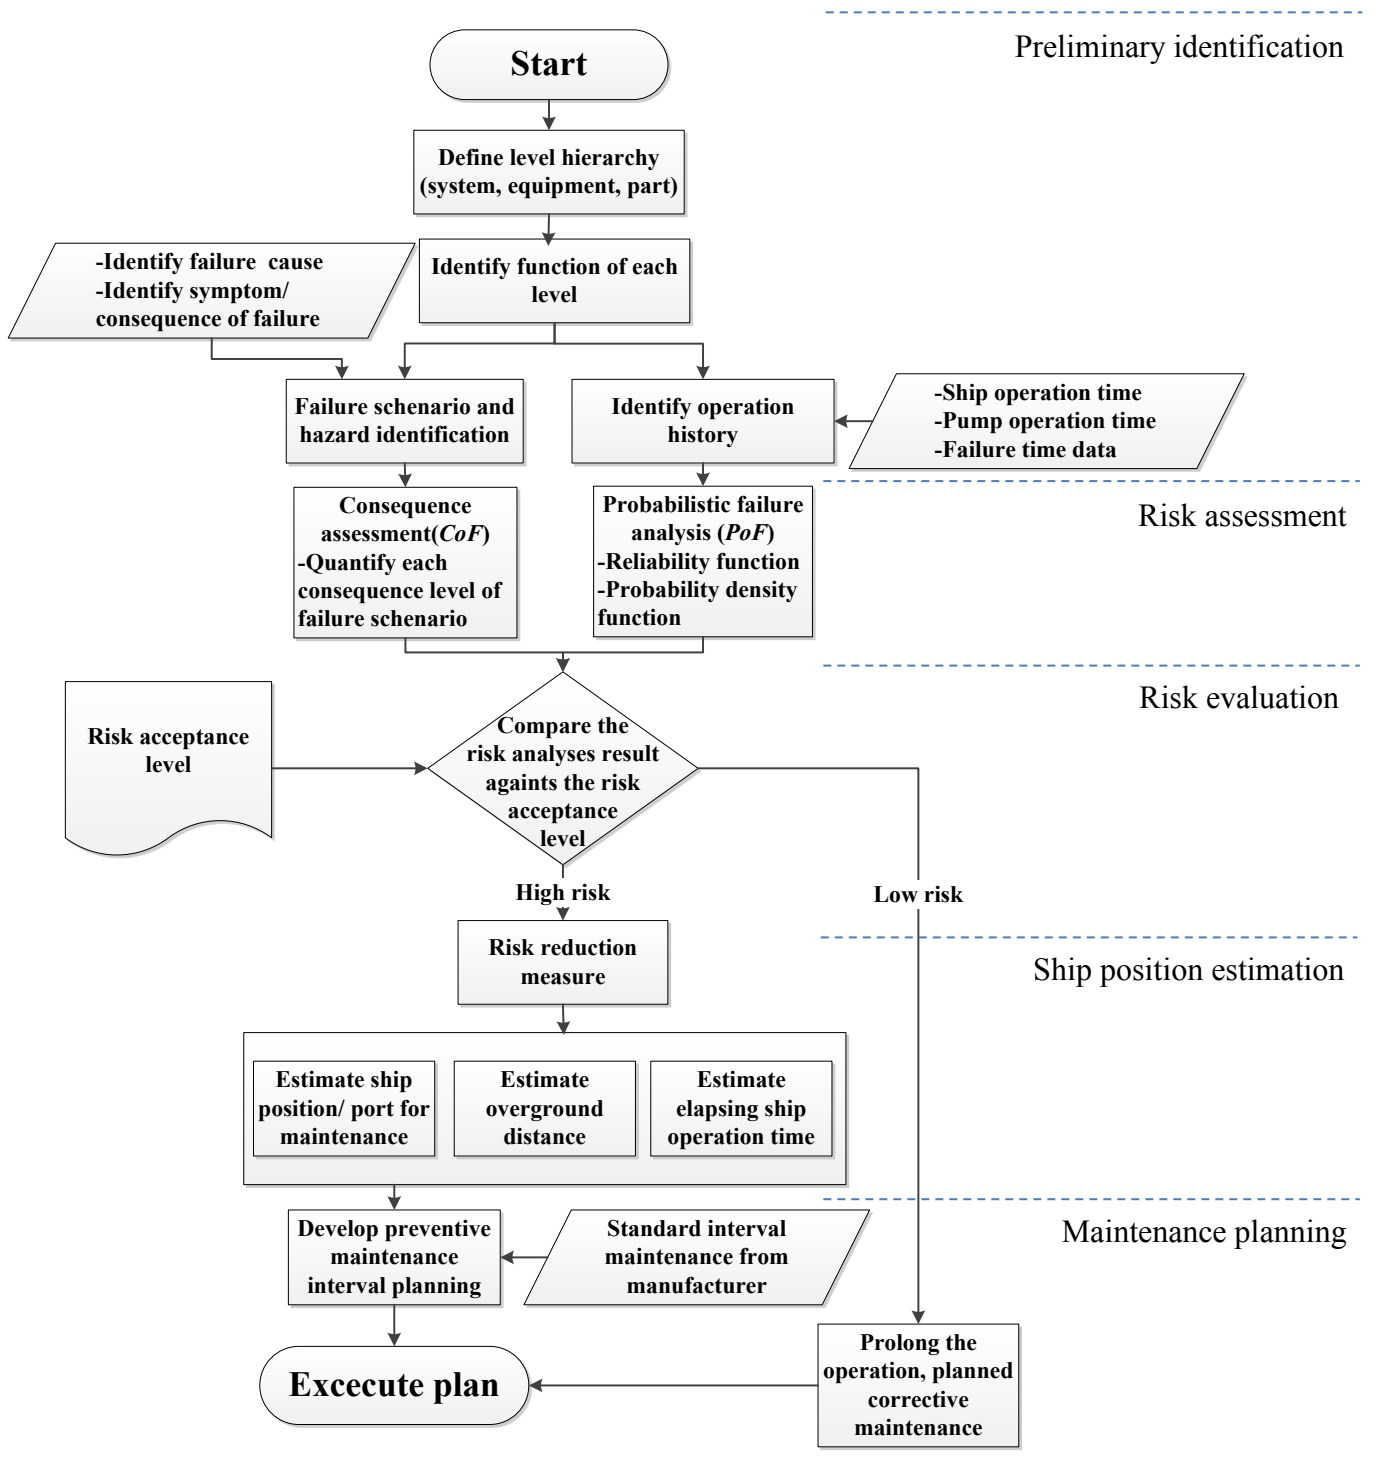 Preliminary identification
Start
Define level hierarchy
(system, equipment, part)
-Identify failure  cause
-Identify symptom/
consequence of failure
Identify function of each
level
Failure schenario and
hazard identification
Identify operation
history
-Ship operation time
-Pump operation time
-Failure time data
Risk assessment
Consequence
assessment(CoF)
-Quantify each
consequence level of
failure schenario
Probabilistic failure
analysis (PoF)
-Reliability function
-Probability density
function
Risk evaluation
Risk acceptance
level
Compare the
risk analyses result
againts the risk
acceptance
level
High risk
Low risk
Risk reduction
measure
Ship position estimation
Estimate ship
position/ port for
maintenance
Estimate
overground
distance
Estimate
elapsing ship
operation time
Maintenance planning
Develop preventive
maintenance
interval planning
Standard interval
maintenance from
manufacturer
Prolong the
operation, planned
corrective
maintenance
Excecute plan